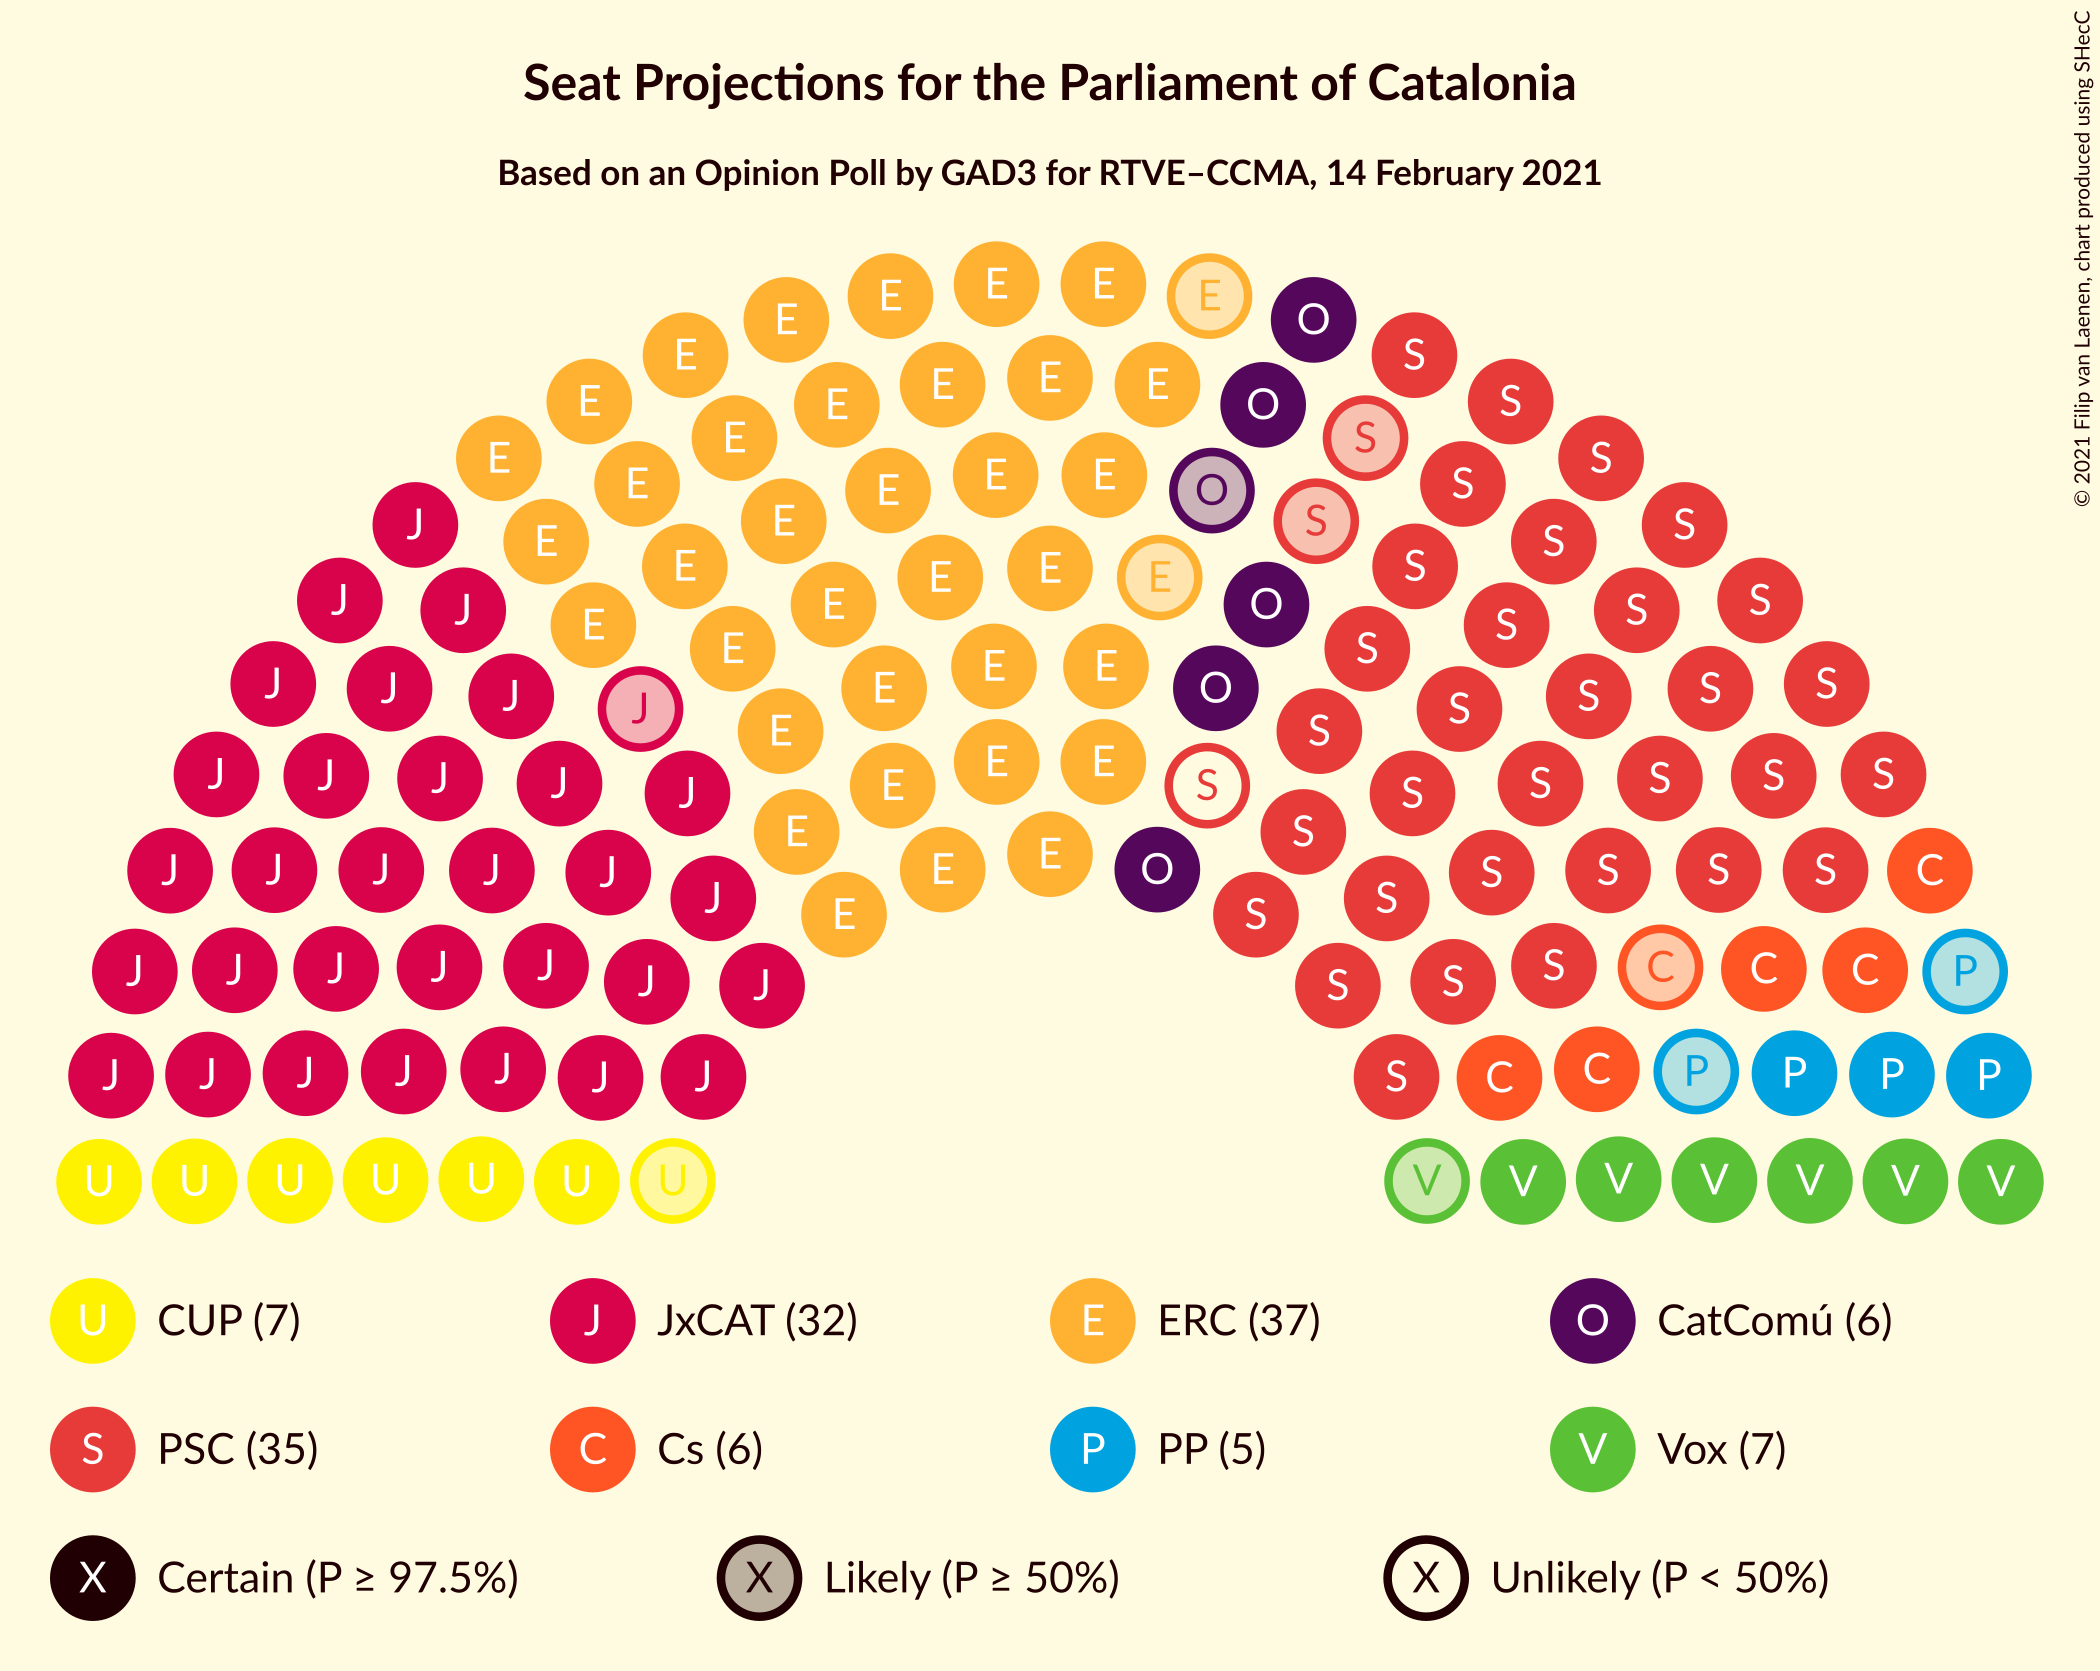 Seat Projections for the Parliament of Catalonia
Based on an Opinion Poll by GAD3 for RTVE–CCMA, 14 February 2021
© 2021 Filip van Laenen, chart produced using SHecC
E E E E E O
E E E E E E O S S
E E E E E E O S S S
J E E E E E E S S S S
J J E E E O S S S S
J J J J E E E E O S S S S S
J J J J J E E E E S S S S S S S
J J J J J J E E E O S S S S S S C
J J J J J J J S S S C C C P
J J J J J J J S C C P P P P
U U U U U U U V V V V V V V
U CUP (7) J JxCAT (32) E ERC (37) O CatComú (6)
S PSC (35) C Cs (6) P PP (5) V Vox (7)
X Certain (P ≥ 97.5%) X Likely (P ≥ 50%) X Unlikely (P < 50%)